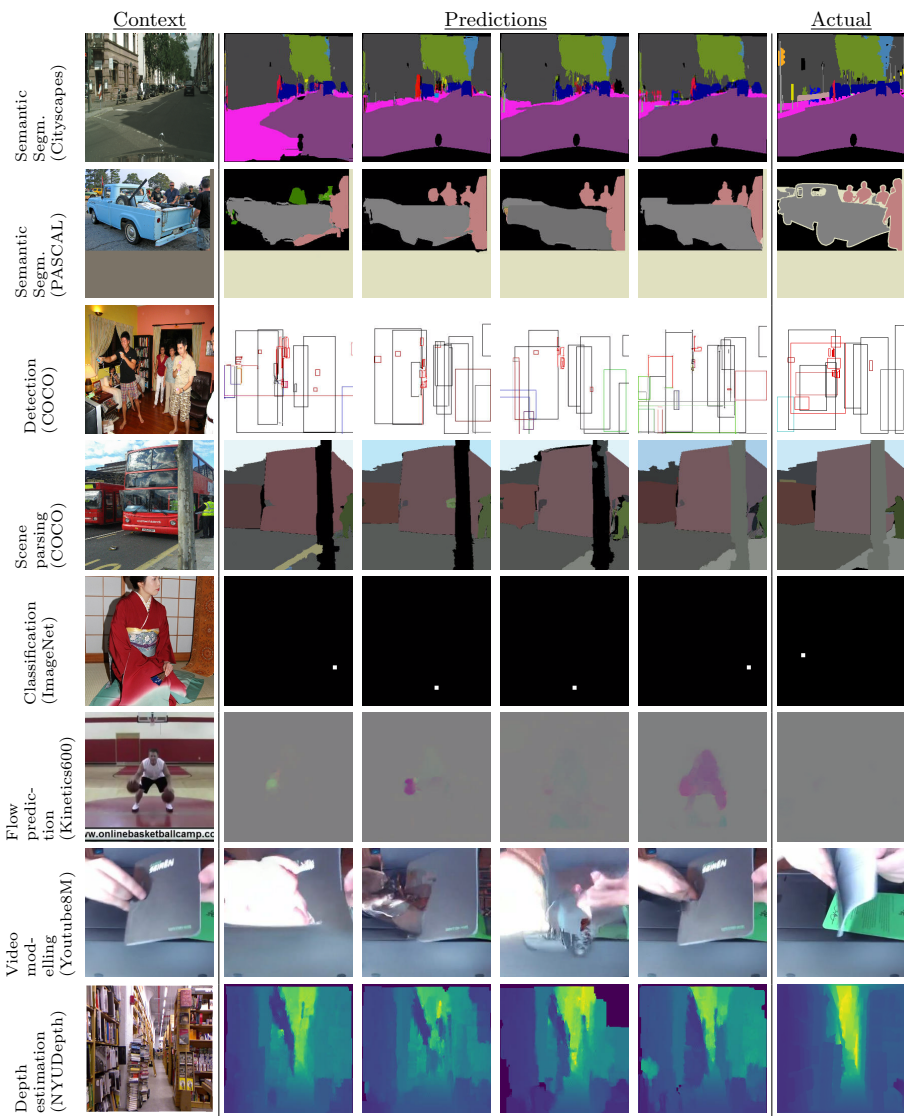 Context
Predictions
Actual
Semantic
Segm.
(Cityscapes)
Semantic
Segm.
(PASCAL)
Detection
(COCO)
Scene
parsing
(COCO)
Classification
(ImageNet)
Flow
predic-
tion
(Kinetics600)
w.onlinebasketballcamp.co
Video
mod-
elling
(Youtube8M)
Depth
estimation
(NYUDepth)